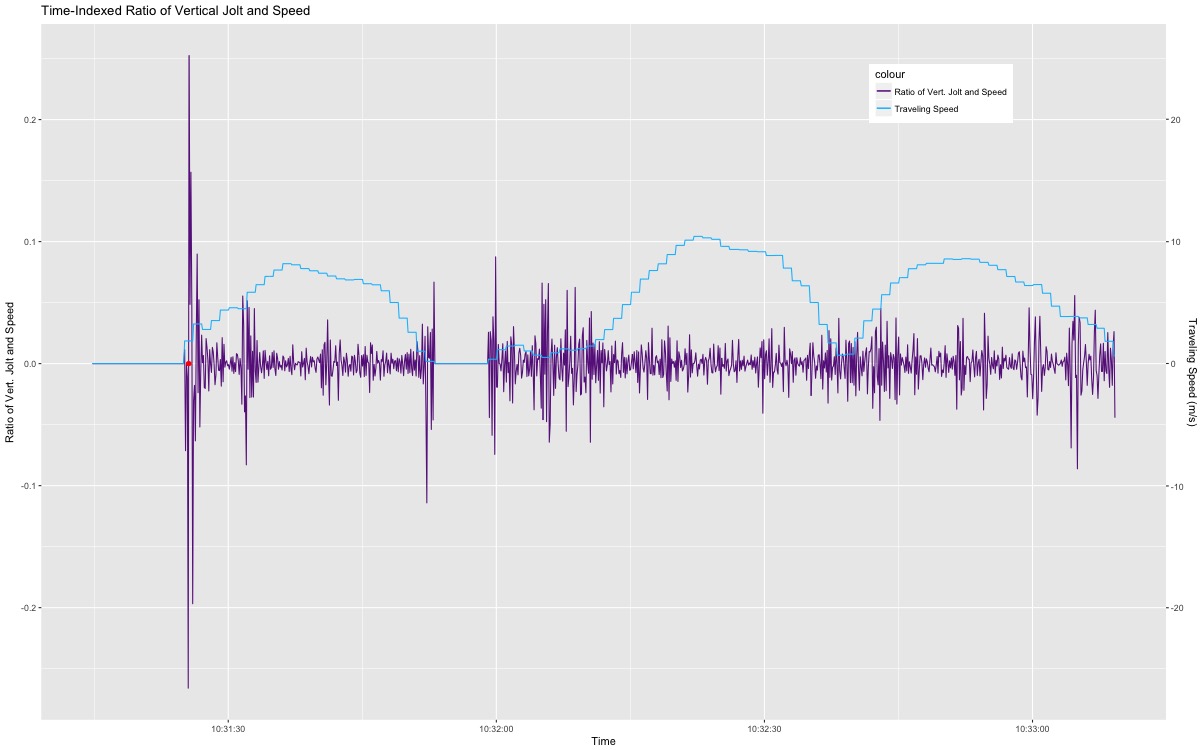 Time-Indexed Ratio of Vertical Jolt and Speed
colour
Ratio of Vert. Jolt and Speed
Traveling Speed
0.2
0.1
0.0
-0.1
-0.2
20
10
0
-10
-20
Ratio of Vert. Jolt and Speed
Traveling Speed (m/s)
10:31:30
10:32:00
10:32:30
10:33:00
Time